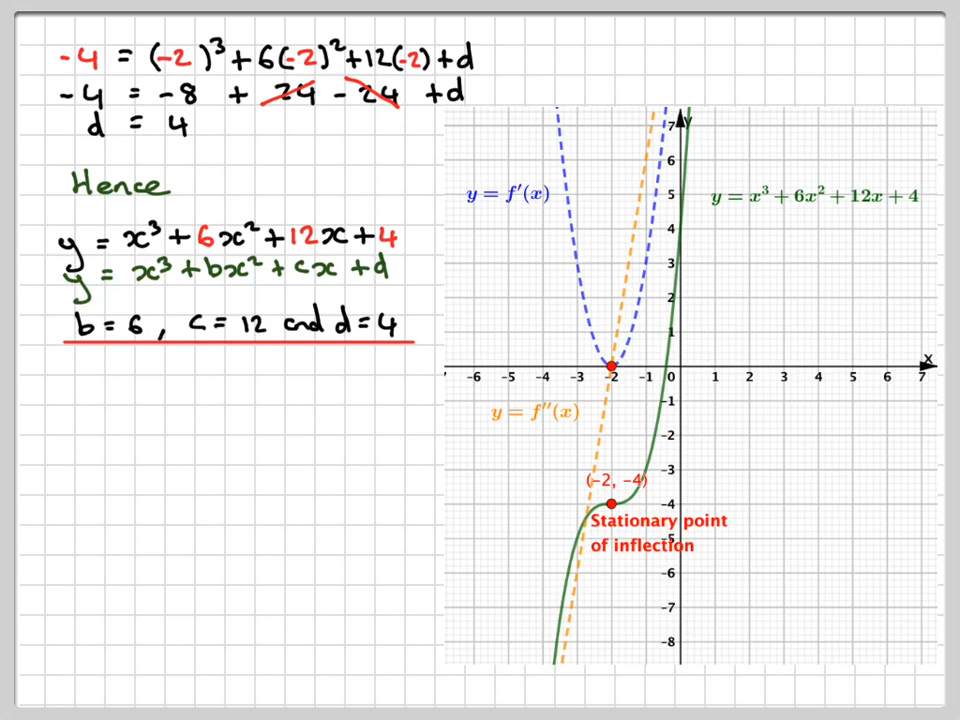 -4 = (-2)³ + 6(-2)² + 12(-2) + d
-4 = -8 + 24 - 24 + d
d = 4
Hence
y = x³ + 6x² + 12x + 4
y = x³ + bx² + cx + d
b = 6 , c = 12 and d = 4
y
7
6
y = f′(x)
y = x³ + 6x² + 12x + 4
5
4
3
2
1
x
-6 -5 -4 -3 -2 -1 0 1 2 3 4 5 6 7
-1
y = f″(x)
-2
-3
(-2, -4)
-4
Stationary point
-5
of inflection
-6
-7
-8